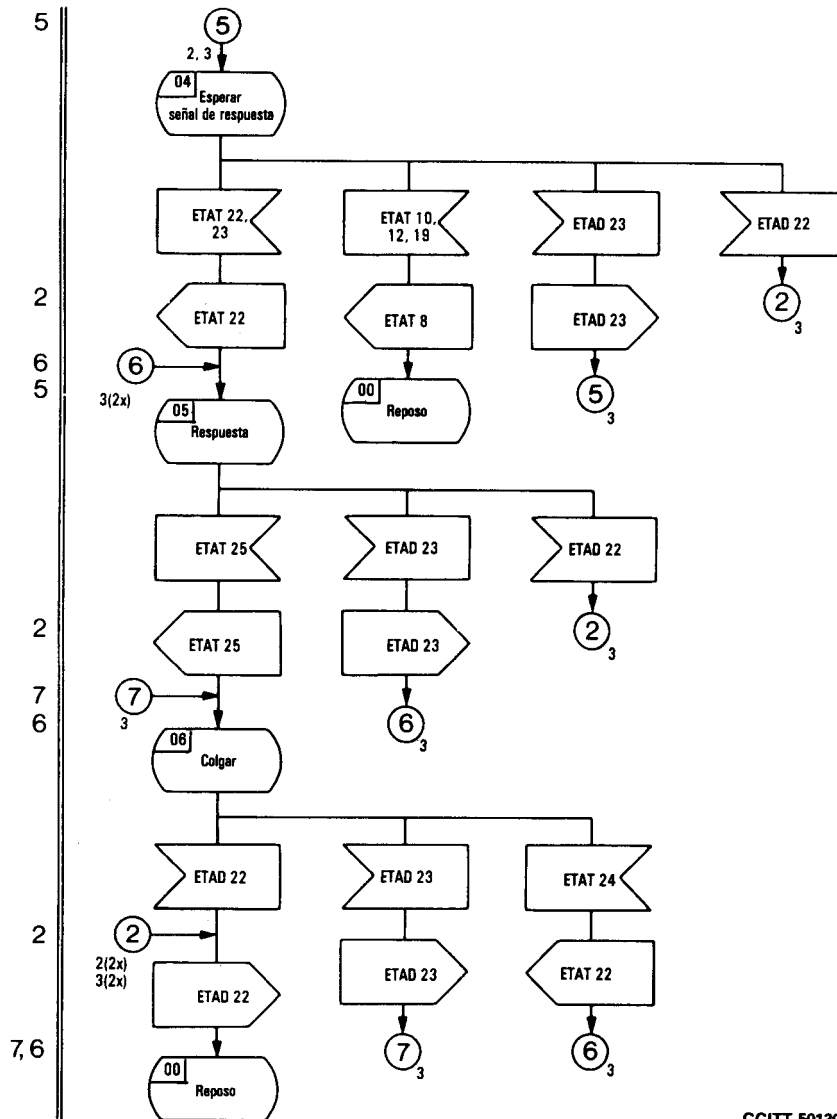 5
5
2, 3
04
Esperar
señal de respuesta
ETAT 22,
23
ETAT 10,
12, 19
ETAD 23
ETAD 22
2
ETAT 22
ETAT 8
ETAD 23
2
3
6
6
5
3(2x)
05
Respuesta
00
Reposo
5
3
ETAT 25
ETAD 23
ETAD 22
2
ETAT 25
ETAD 23
2
3
7
7
3
6
6
3
06
Colgar
ETAD 22
ETAD 23
ETAT 24
2
2
2(2x)
3(2x)
ETAD 22
ETAD 23
ETAT 22
7, 6
7
3
6
3
00
Reposo